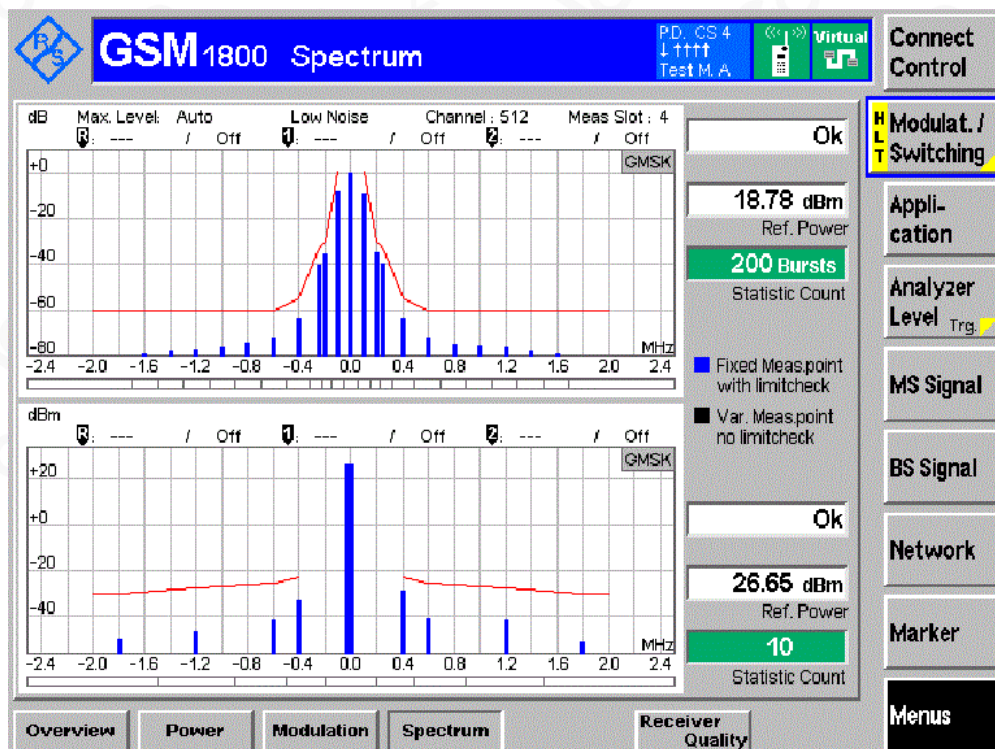 R/S
GSM 1800 Spectrum
P.D. CS 4
↓ ↑↑↑↑
Test M. A
Virtual
Connect Control
dB Max. Level: Auto Low Noise Channel : 512 Meas Slot : 4
R: --- / Off 1: --- / Off 2: --- / Off
GMSK
+0
-20
-40
-60
-80
MHz
-2.4 -2.0 -1.6 -1.2 -0.8 -0.4 0.0 0.4 0.8 1.2 1.6 2.0 2.4
Ok
18.78 dBm
Ref. Power
200 Bursts
Statistic Count
Fixed Meas.point
with limitcheck
Var. Meas.point
no limitcheck
dBm
R: --- / Off 1: --- / Off 2: --- / Off
GMSK
+20
+0
-20
-40
MHz
-2.4 -2.0 -1.6 -1.2 -0.8 -0.4 0.0 0.4 0.8 1.2 1.6 2.0 2.4
Ok
26.65 dBm
Ref. Power
10
Statistic Count
HLT
Modulat. /
Switching
Appli-
cation
Analyzer
Level Trg.
MS Signal
BS Signal
Network
Marker
Menus
Overview
Power
Modulation
Spectrum
Receiver
Quality